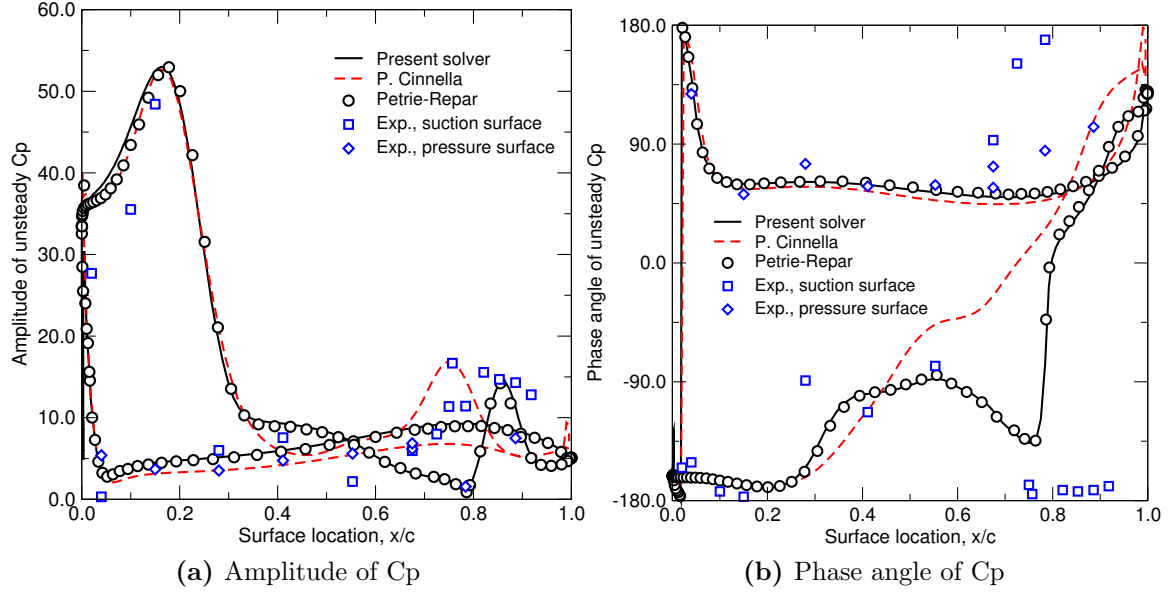 60.0
50.0
40.0
30.0
20.0
10.0
0.0
Amplitude of unsteady Cp
Present solver
P. Cinnella
Petrie-Repar
Exp., suction surface
Exp., pressure surface
0.0 0.2 0.4 0.6 0.8 1.0
Surface location, x/c
(a) Amplitude of Cp
180.0
90.0
0.0
-90.0
-180.0
Phase angle of unsteady Cp
Present solver
P. Cinnella
Petrie-Repar
Exp., suction surface
Exp., pressure surface
0.0 0.2 0.4 0.6 0.8 1.0
Surface location, x/c
(b) Phase angle of Cp